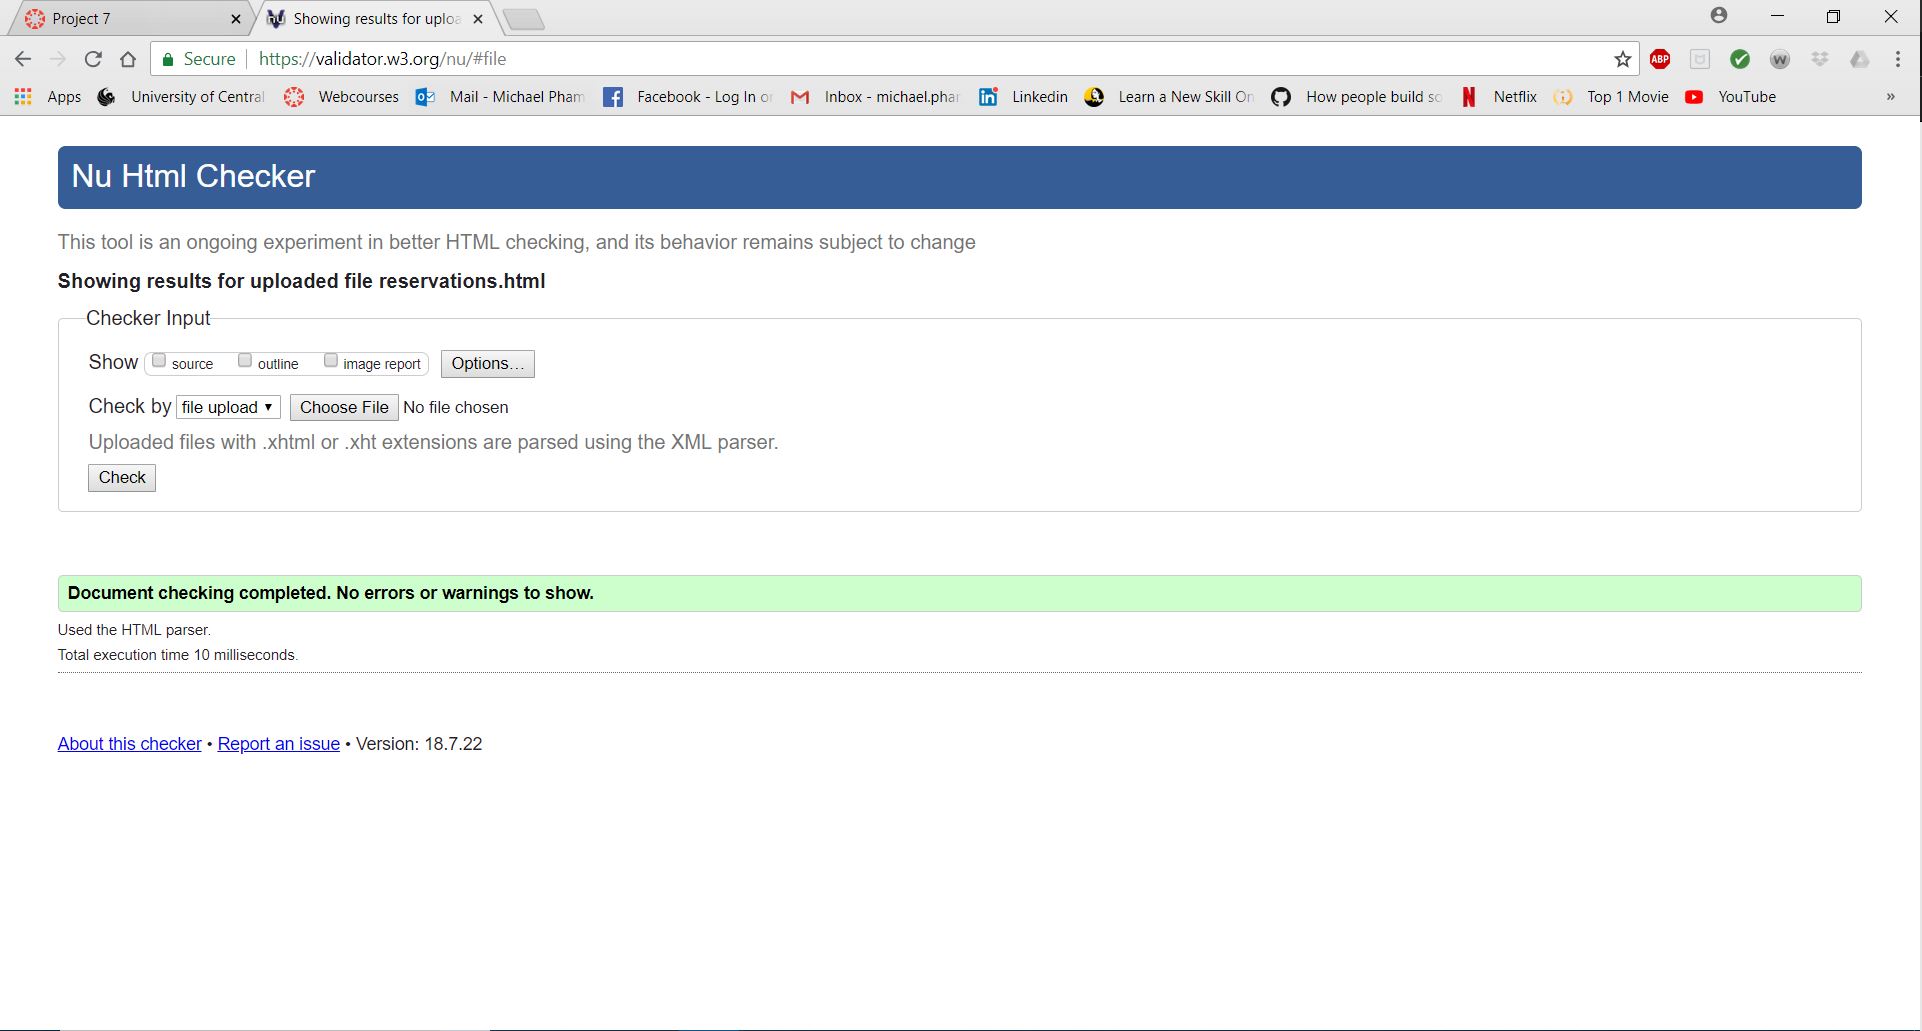 Project 7
Showing results for uploa
Secure https://validator.w3.org/nu/#file
ABP
W
Apps University of Central Webcourses Mail - Michael Pham Facebook - Log In or Inbox - michael.phar Linkedin Learn a New Skill On How people build so Netflix Top 1 Movie YouTube »
Nu Html Checker
This tool is an ongoing experiment in better HTML checking, and its behavior remains subject to change
Showing results for uploaded file reservations.html
Checker Input
Show source outline image report Options...
Check by file upload Choose File No file chosen
Uploaded files with .xhtml or .xht extensions are parsed using the XML parser.
Check
Document checking completed. No errors or warnings to show.
Used the HTML parser.
Total execution time 10 milliseconds.
About this checker • Report an issue • Version: 18.7.22